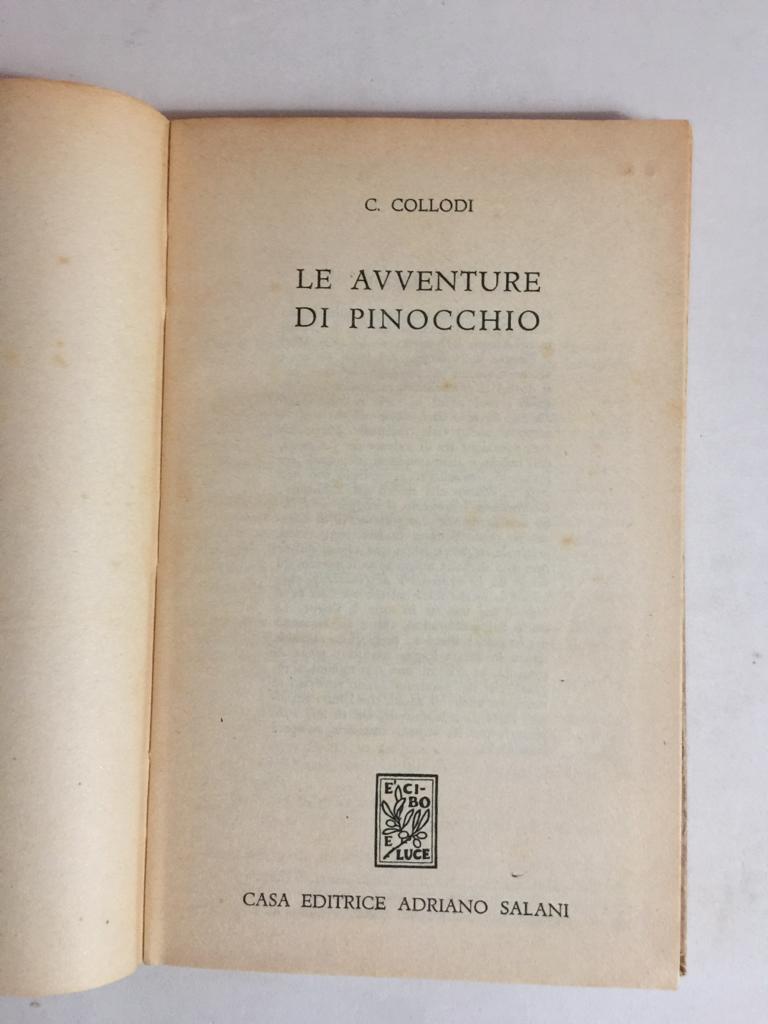 C. COLLODI
LE AVVENTURE
DI PINOCCHIO
E' CI-
BO
E
LUCE
CASA EDITRICE ADRIANO SALANI